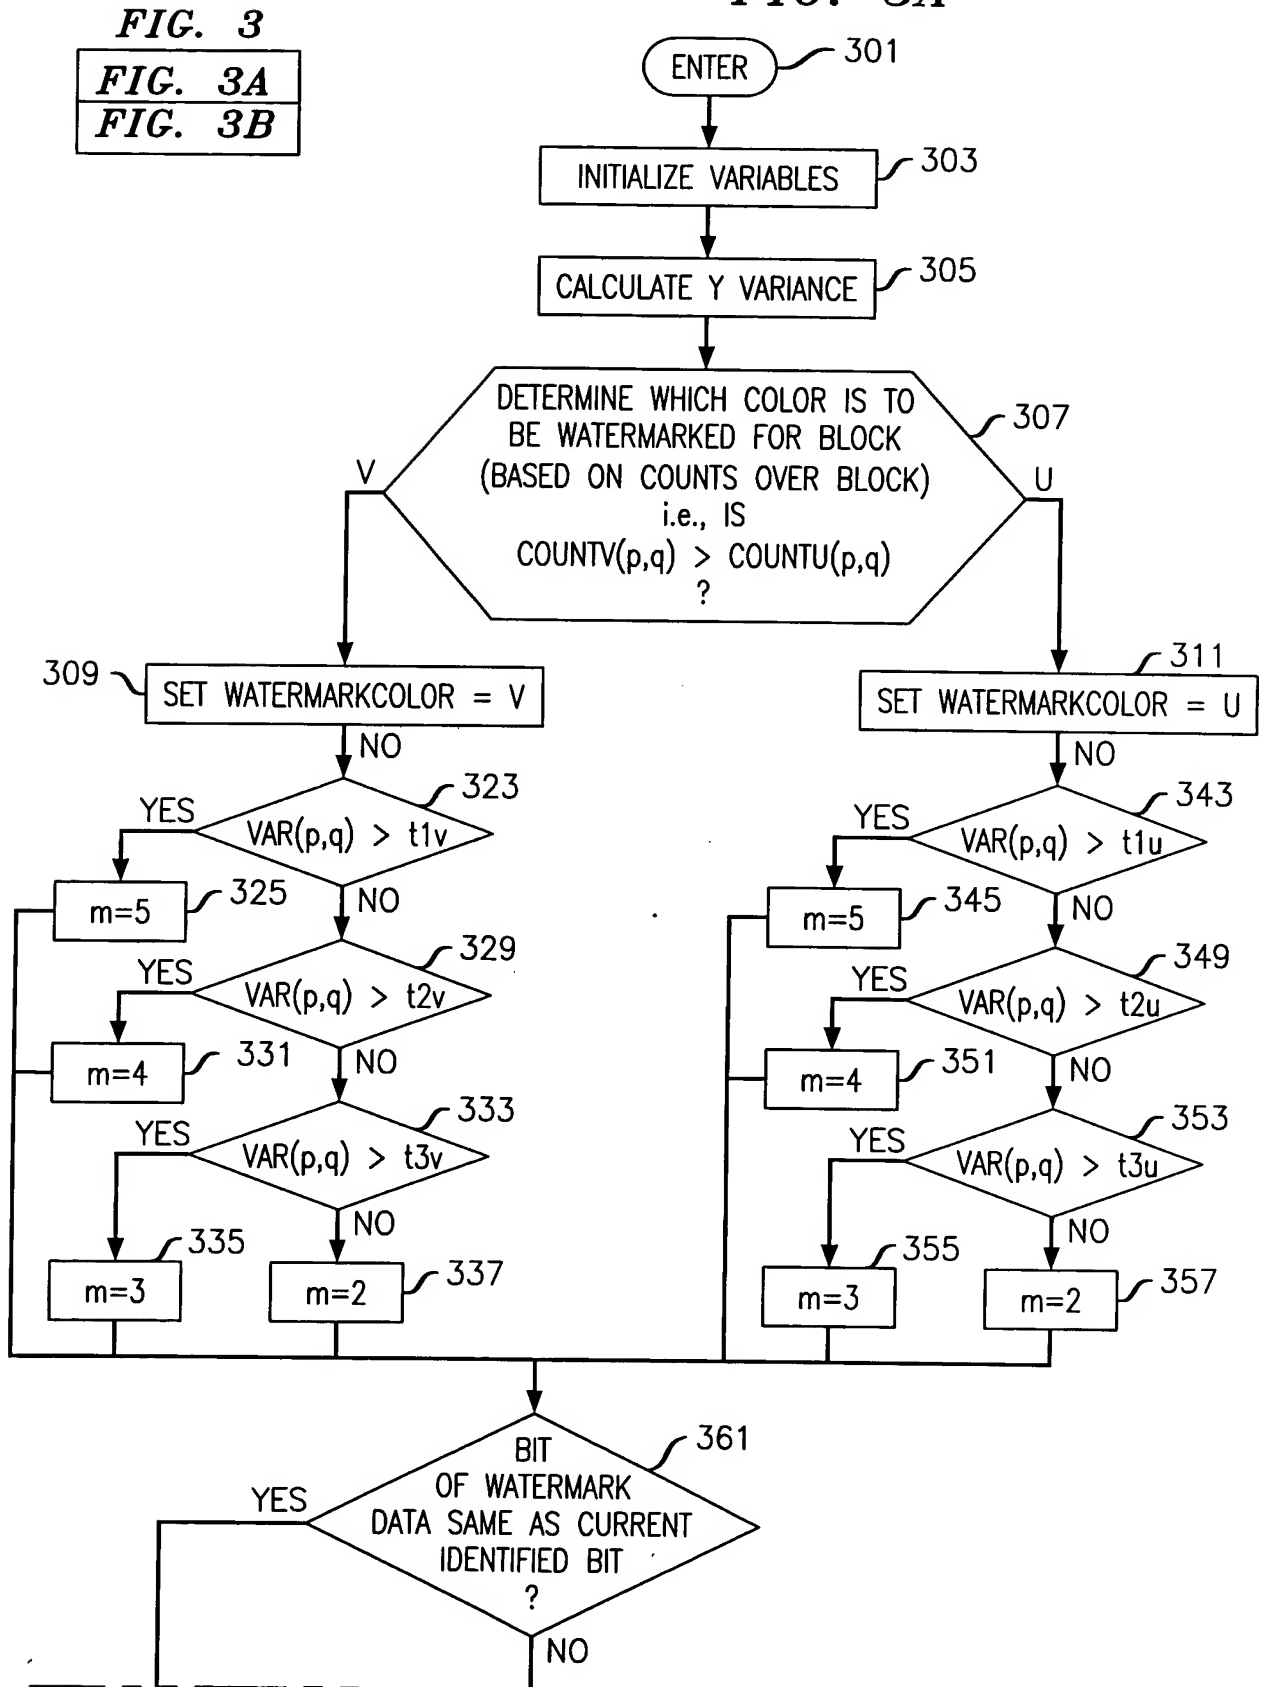 FIG. 3
FIG. 3A
FIG. 3B
FIG. 3A
ENTER
301
INITIALIZE VARIABLES
303
CALCULATE Y VARIANCE
305
DETERMINE WHICH COLOR IS TO
BE WATERMARKED FOR BLOCK
(BASED ON COUNTS OVER BLOCK)
i.e., IS
COUNTV(p,q) > COUNTU(p,q)
?
307
V
U
309
SET WATERMARKCOLOR = V
NO
323
VAR(p,q) > t1v
YES
m=5
325
NO
329
VAR(p,q) > t2v
YES
m=4
331
NO
333
VAR(p,q) > t3v
YES
m=3
335
NO
m=2
337
311
SET WATERMARKCOLOR = U
NO
343
VAR(p,q) > t1u
YES
m=5
345
NO
349
VAR(p,q) > t2u
YES
m=4
351
NO
353
VAR(p,q) > t3u
YES
m=3
355
NO
m=2
357
361
BIT
OF WATERMARK
DATA SAME AS CURRENT
IDENTIFIED BIT
?
YES
NO